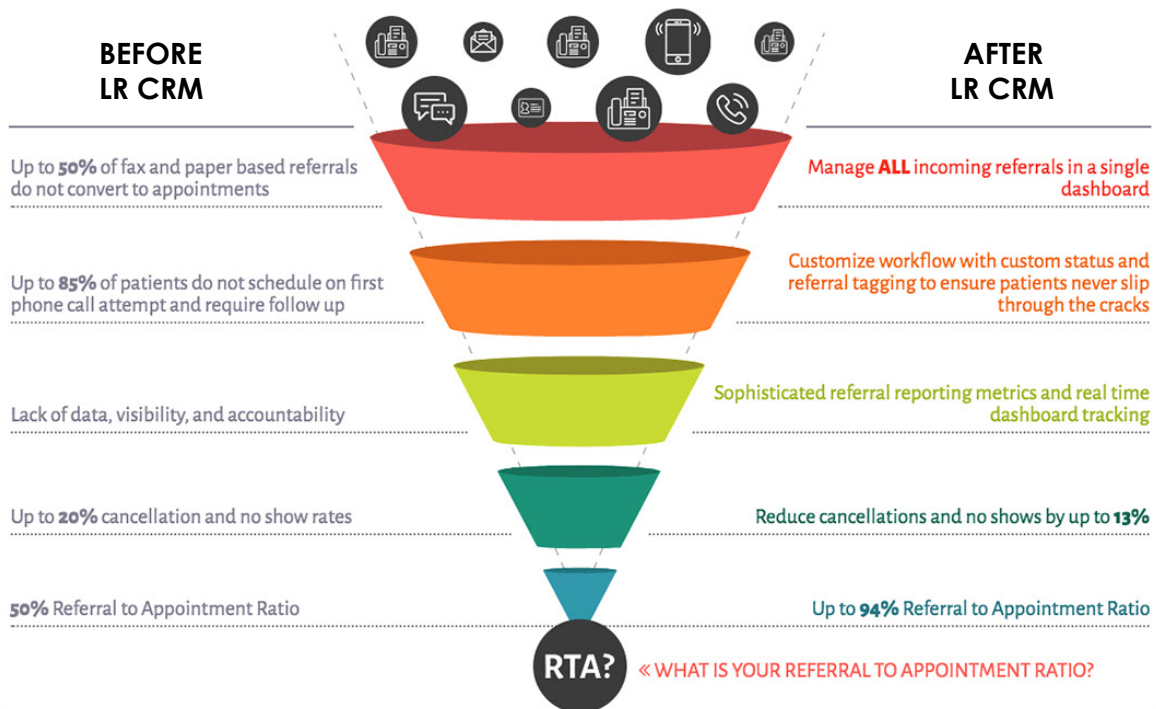 BEFORE
LR CRM
AFTER
LR CRM
Up to 50% of fax and paper based referrals
do not convert to appointments
Manage ALL incoming referrals in a single
dashboard
Up to 85% of patients do not schedule on first
phone call attempt and require follow up
Customize workflow with custom status and
referral tagging to ensure patients never slip
through the cracks
Lack of data, visibility, and accountability
Sophisticated referral reporting metrics and real time
dashboard tracking
Up to 20% cancellation and no show rates
Reduce cancellations and no shows by up to 13%
50% Referral to Appointment Ratio
Up to 94% Referral to Appointment Ratio
RTA?
« WHAT IS YOUR REFERRAL TO APPOINTMENT RATIO?